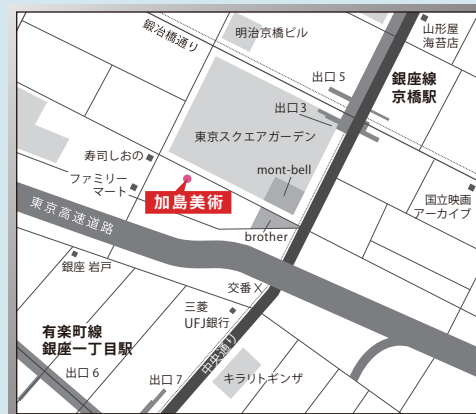 鍛冶橋通り
明治京橋ビル
山形屋
海苔店
出口 5
銀座線
京橋駅
出口3
東京スクエアガーデン
寿司しおの
mont-bell
ファミリー
マート
加島美術
国立映画
アーカイブ
東京高速道路
brother
銀座 岩戸
交番 X
三菱
UFJ銀行
有楽町線
銀座一丁目駅
中央通り
出口 6
出口 7
キラリトギンザ